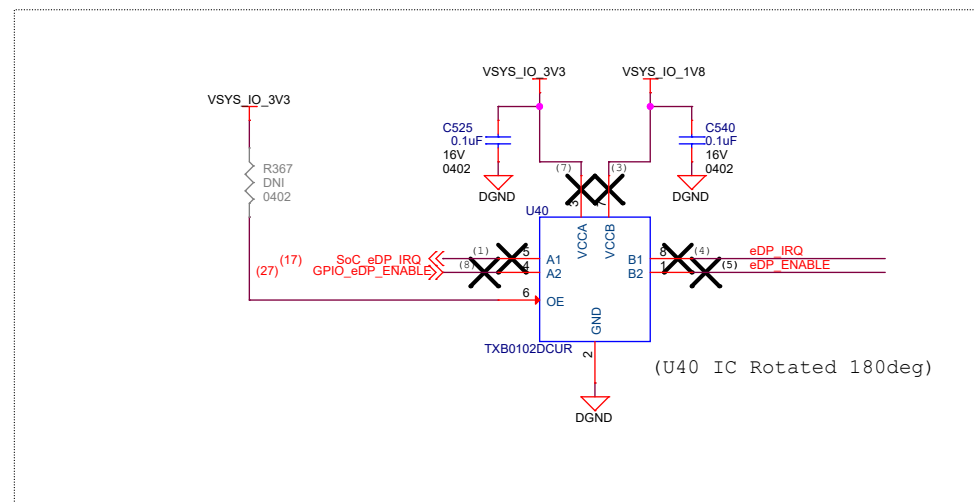 VSYS_IO_3V3
VSYS_IO_1V8
VSYS_IO_3V3
C525
0.1uF
16V
0402
C540
0.1uF
16V
0402
R367
DNI
0402
DGND
DGND
(7)
(3)
3
7
U40
VCCA
VCCB
(17)
SoC_eDP_IRQ
(1)
5
A1
B1
8
(4)
eDP_IRQ
(27)
GPIO_eDP_ENABLE
(8)
4
A2
B2
1
(5)
eDP_ENABLE
6
OE
GND
TXB0102DCUR
2
(U40 IC Rotated 180deg)
DGND